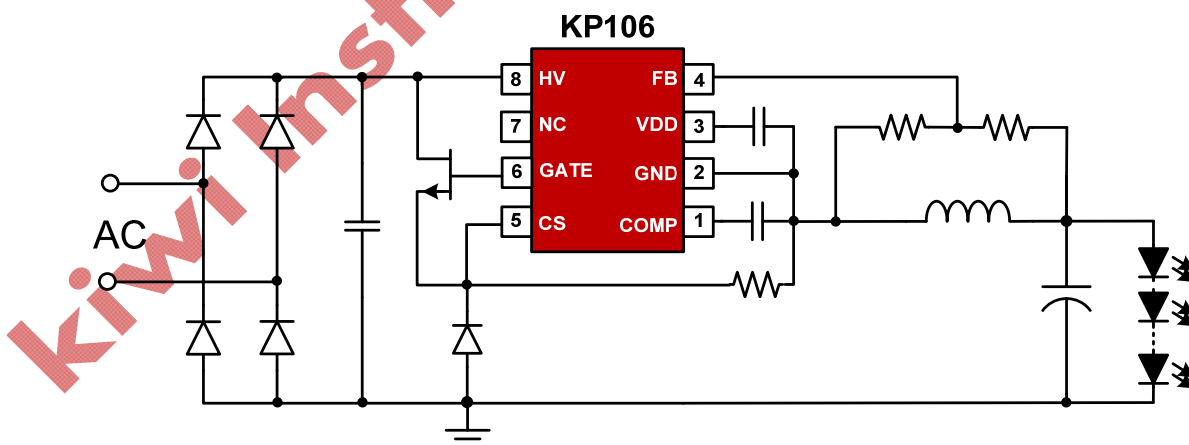 KP106
8 HV
FB 4
7 NC
VDD 3
6 GATE
GND 2
5 CS
COMP 1
AC
kiwi Inst